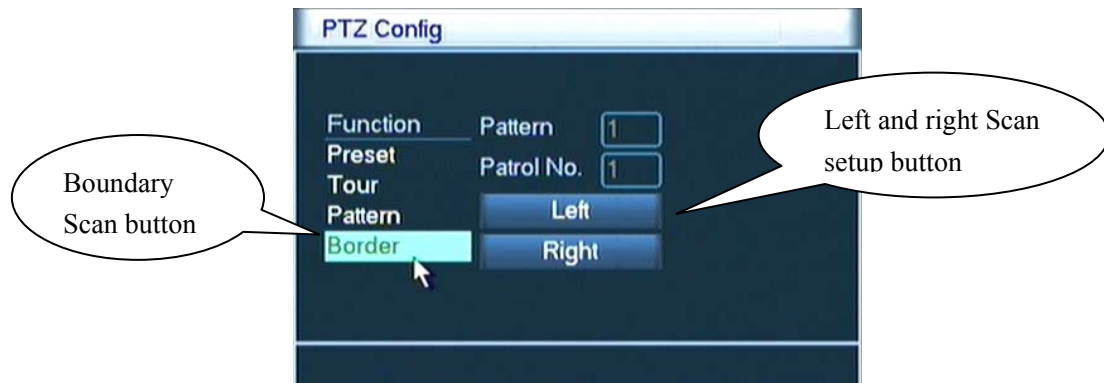 PTZ Config
Function
Preset
Tour
Pattern
Border
Pattern 1
Patrol No. 1
Left
Right
Boundary
Scan button
Left and right Scan
setup button